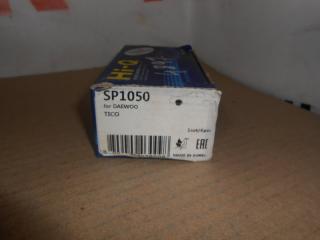 Hi-Q
SP1050
for DAEWOO
TICO
EAC
MADE IN KOREA